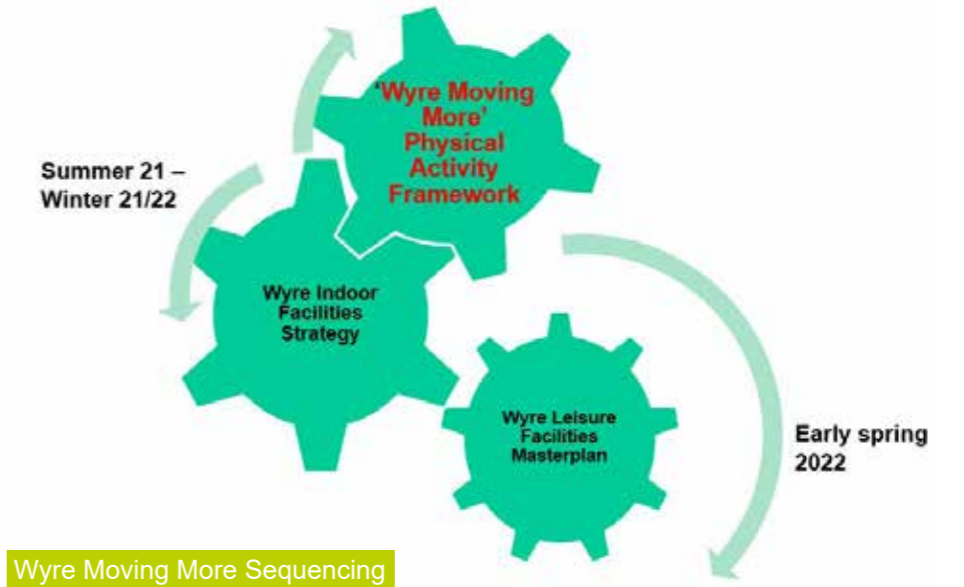 'Wyre Moving
More'
Physical
Activity
Framework
Summer 21 –
Winter 21/22
Wyre Indoor
Facilities
Strategy
Wyre Leisure
Facilities
Masterplan
Early spring
2022
Wyre Moving More Sequencing